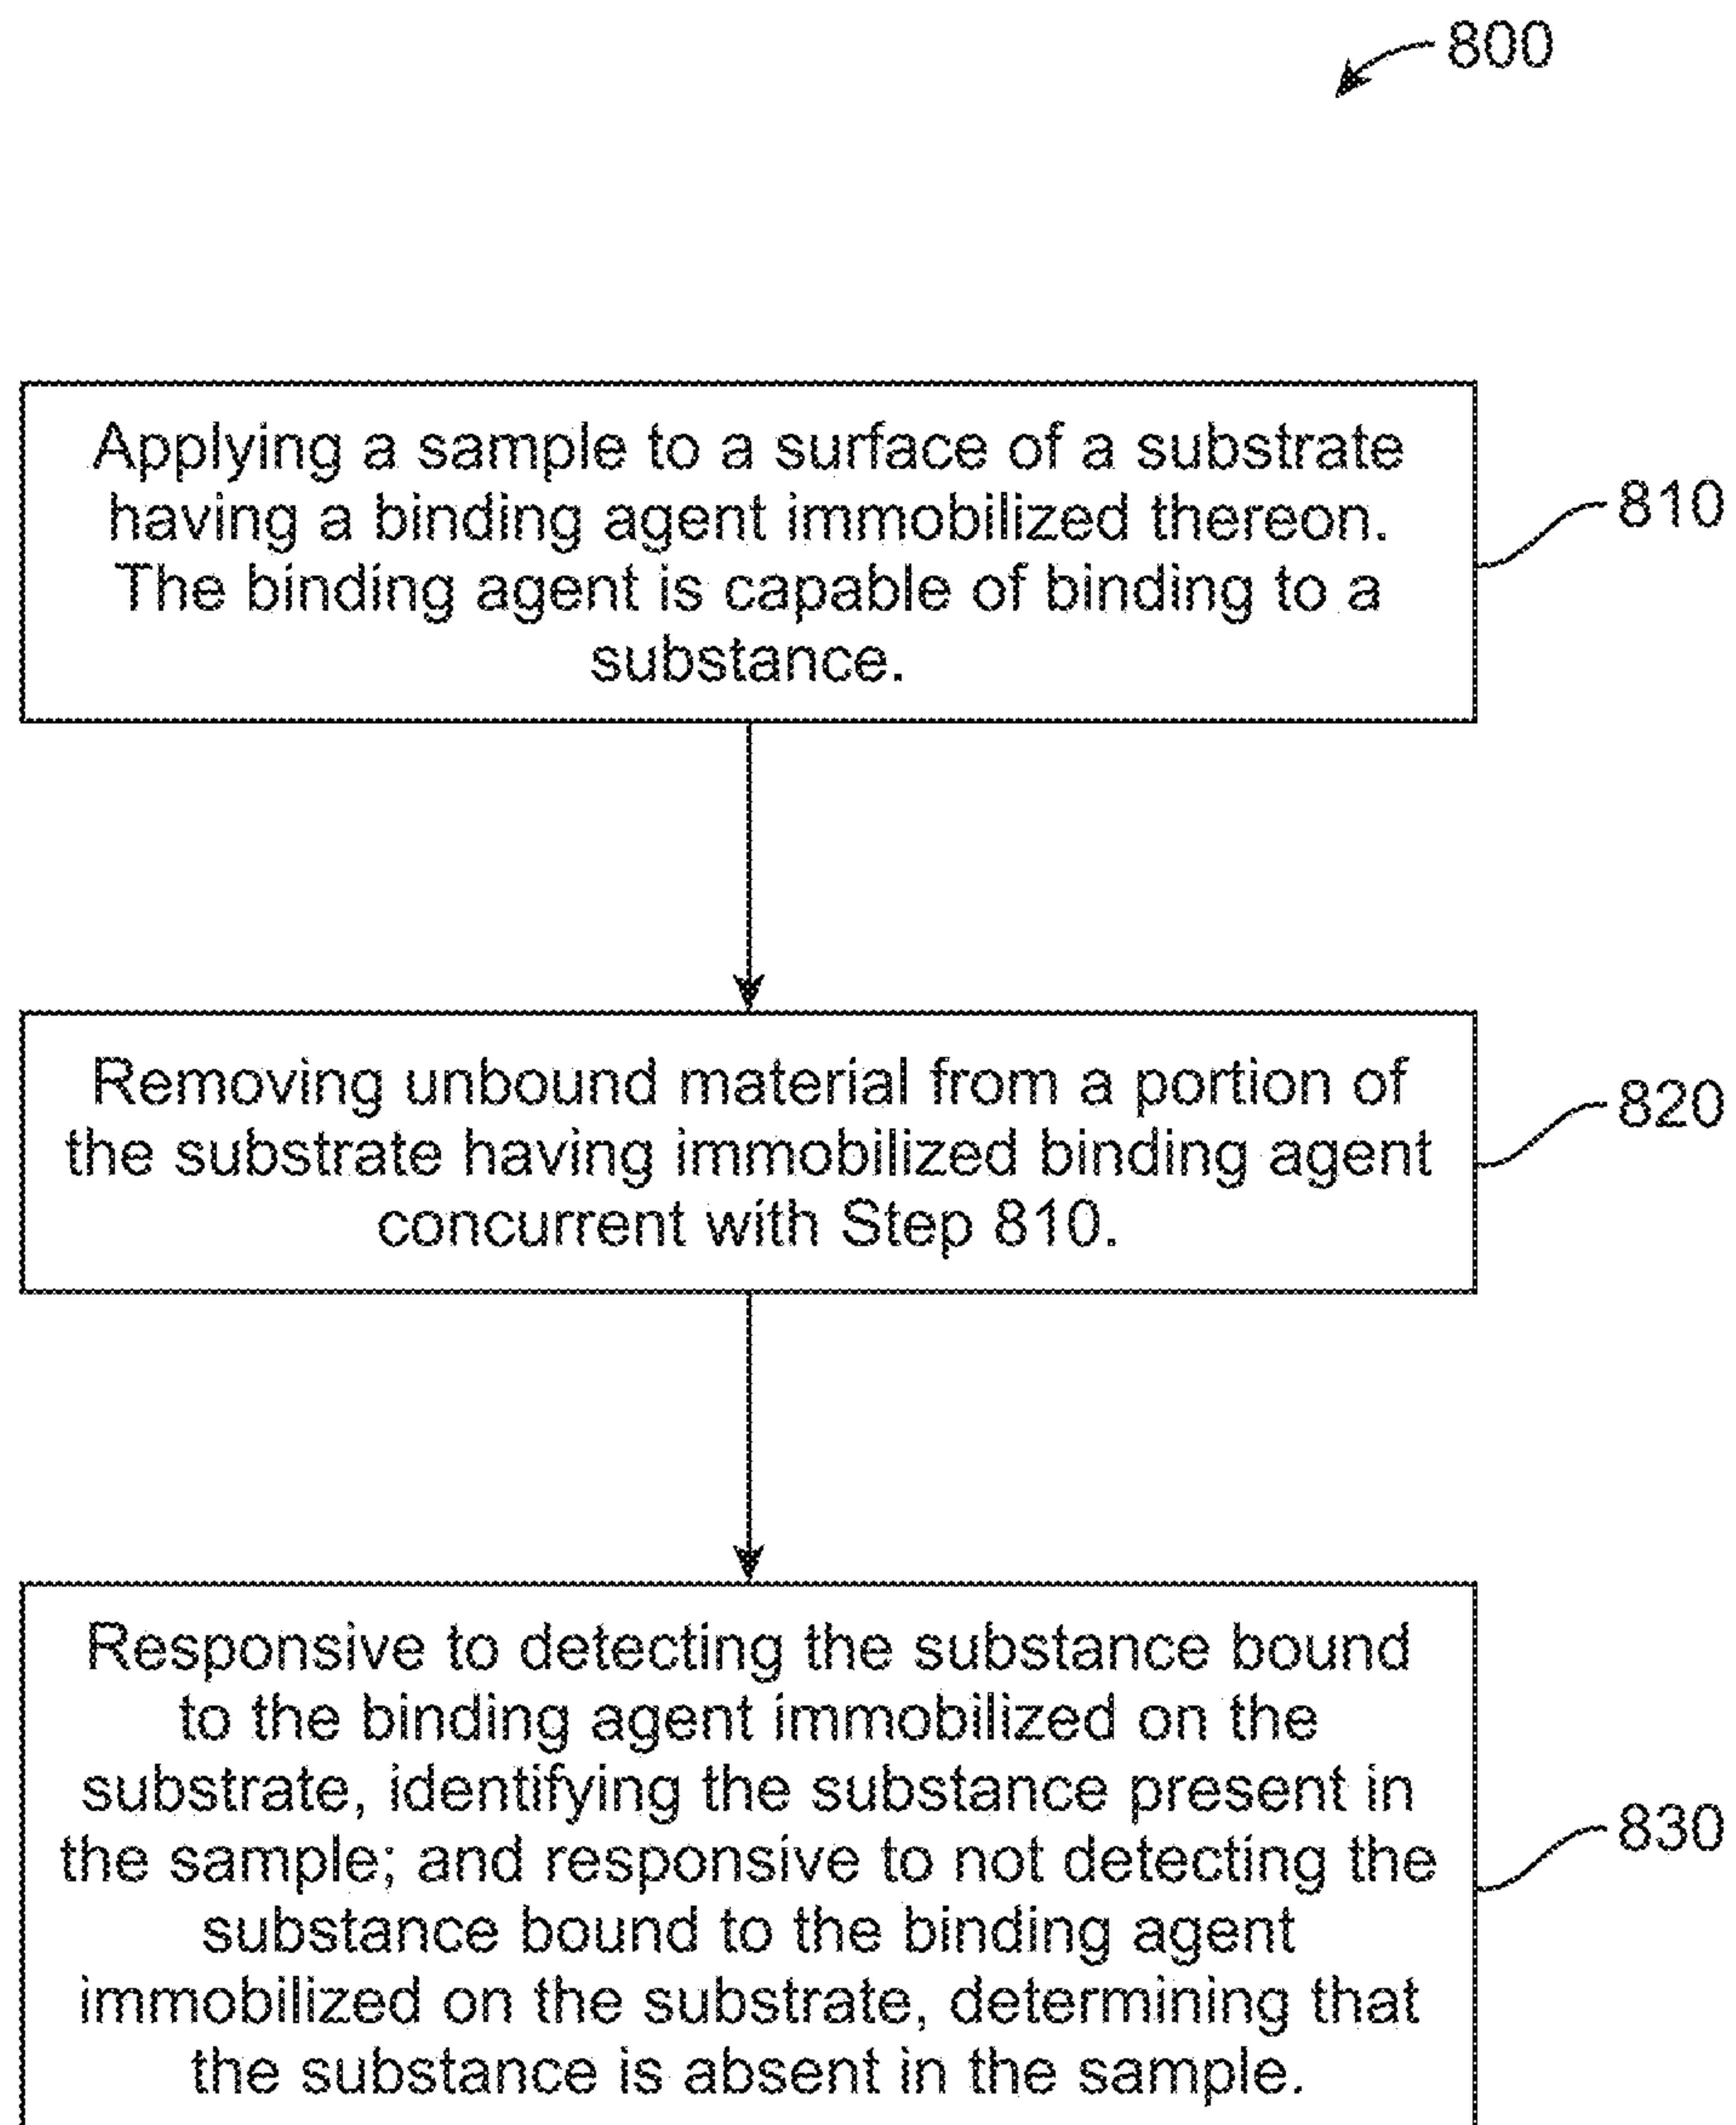 800
Applying a sample to a surface of a substrate
having a binding agent immobilized thereon.
The binding agent is capable of binding to a
substance.
810
Removing unbound material from a portion of
the substrate having immobilized binding agent
concurrent with Step 810.
820
Responsive to detecting the substance bound
to the binding agent immobilized on the
substrate, identifying the substance present in
the sample; and responsive to not detecting the
substance bound to the binding agent
immobilized on the substrate, determining that
the substance is absent in the sample.
830